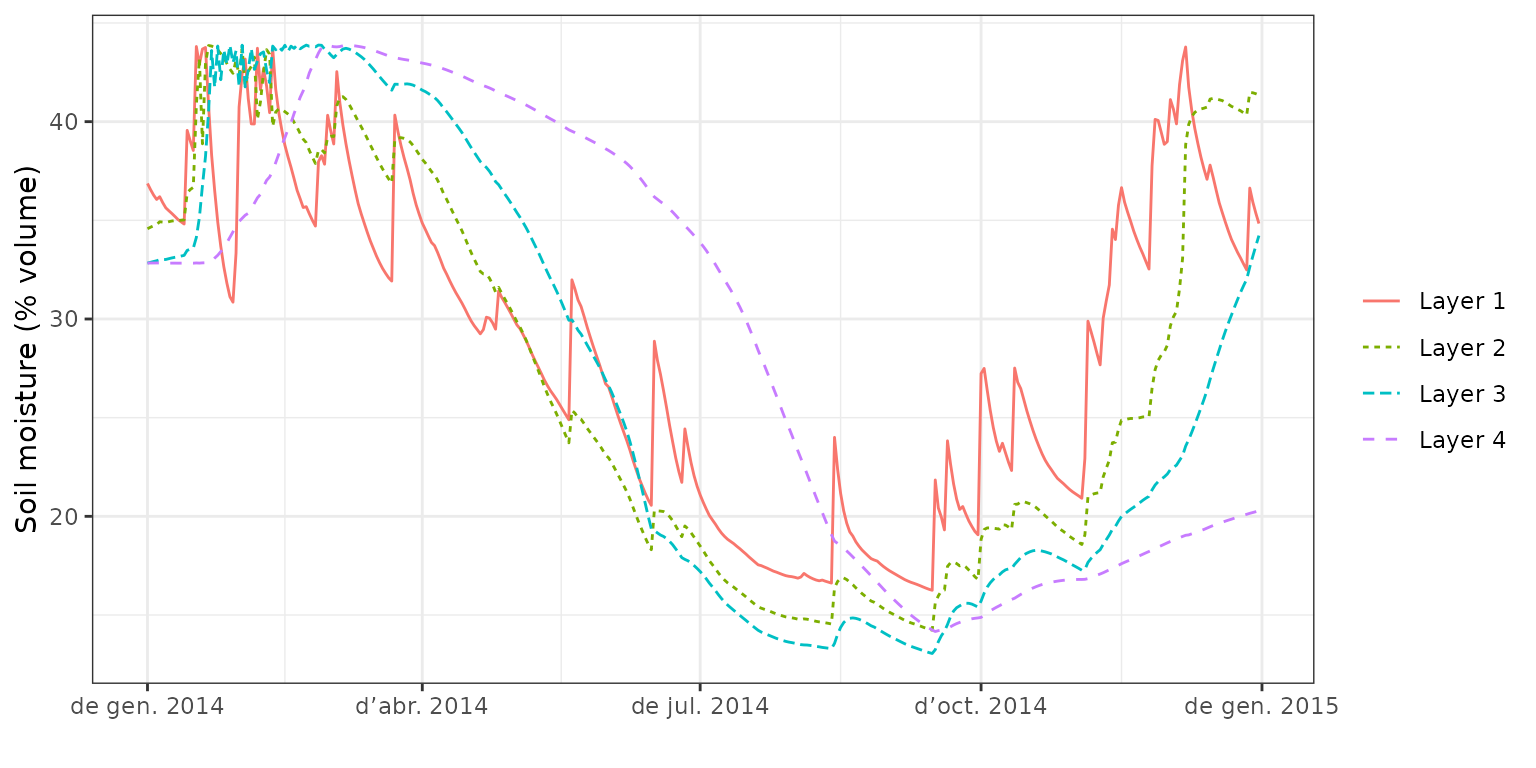 Soil moisture (% volume)
40
30
20
de gen. 2014
d’abr. 2014
de jul. 2014
d’oct. 2014
de gen. 2015
Layer 1
Layer 2
Layer 3
Layer 4